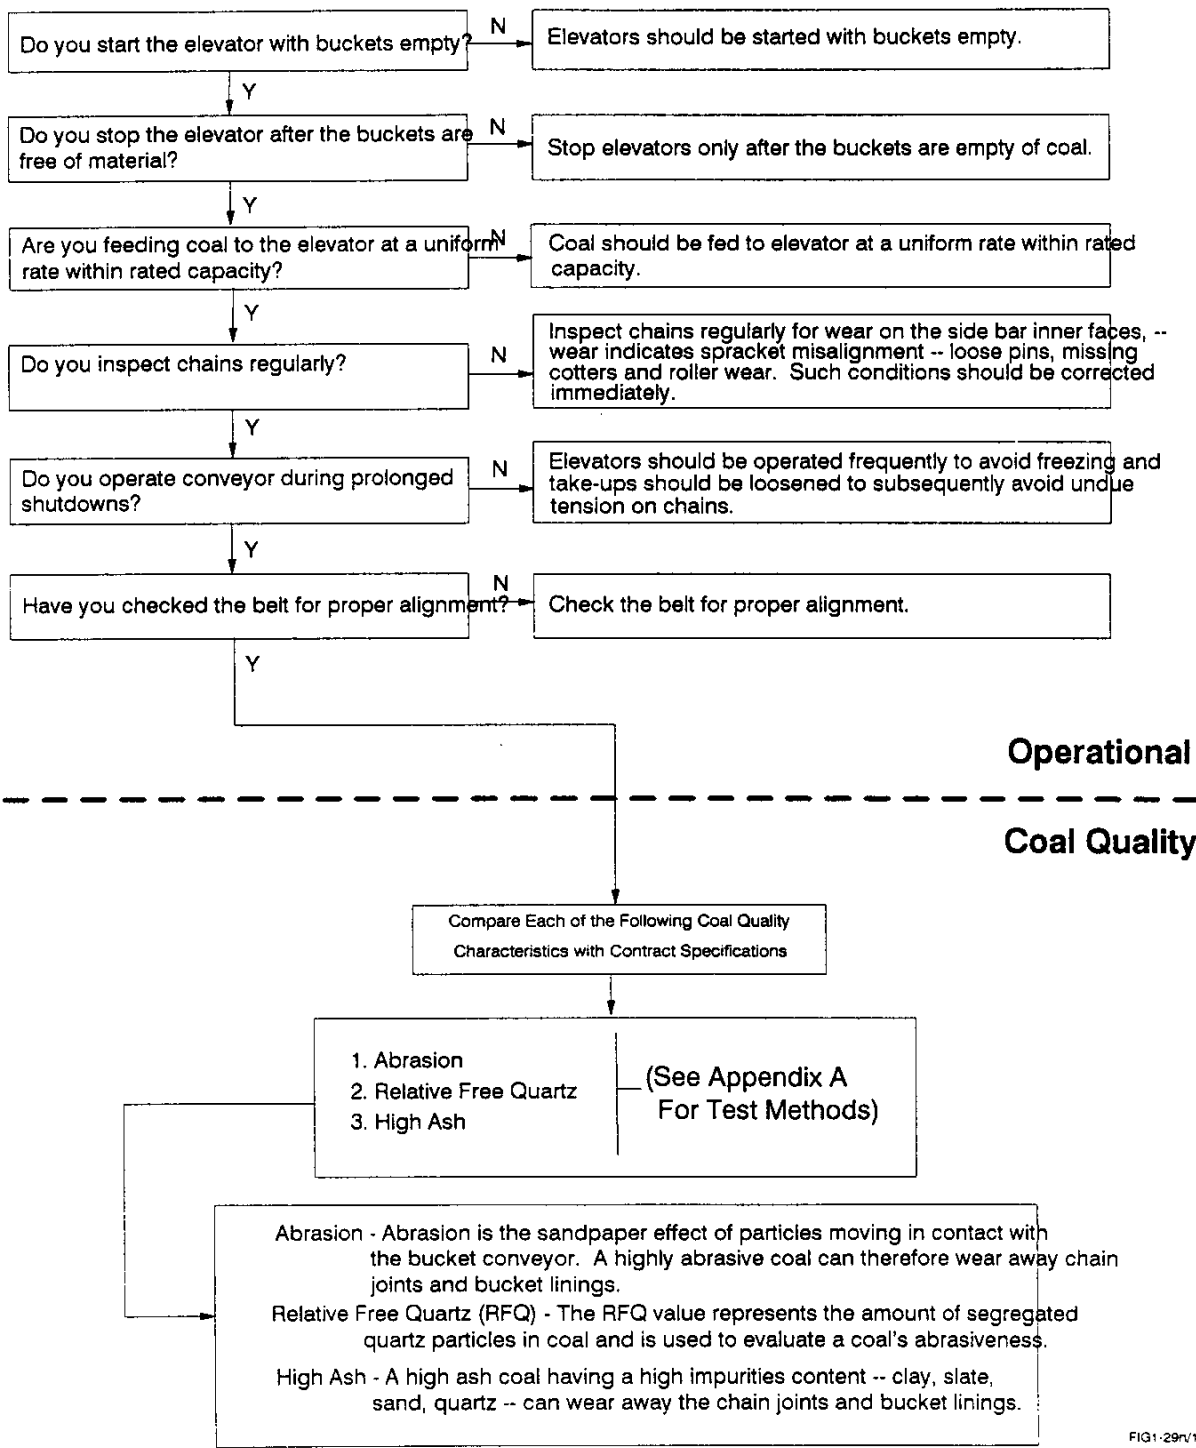 Do you start the elevator with buckets empty?
N
Elevators should be started with buckets empty.
Y
Do you stop the elevator after the buckets are
free of material?
N
Stop elevators only after the buckets are empty of coal.
Y
Are you feeding coal to the elevator at a uniform
rate within rated capacity?
N
Coal should be fed to elevator at a uniform rate within rated
capacity.
Y
Do you inspect chains regularly?
N
Inspect chains regularly for wear on the side bar inner faces, --
wear indicates spracket misalignment -- loose pins, missing
cotters and roller wear. Such conditions should be corrected
immediately.
Y
Do you operate conveyor during prolonged
shutdowns?
N
Elevators should be operated frequently to avoid freezing and
take-ups should be loosened to subsequently avoid undue
tension on chains.
Y
Have you checked the belt for proper alignment?
N
Check the belt for proper alignment.
Y
Operational
Coal Quality
Compare Each of the Following Coal Quality
Characteristics with Contract Specifications
1. Abrasion
2. Relative Free Quartz
3. High Ash
(See Appendix A
For Test Methods)
Abrasion - Abrasion is the sandpaper effect of particles moving in contact with
the bucket conveyor. A highly abrasive coal can therefore wear away chain
joints and bucket linings.
Relative Free Quartz (RFQ) - The RFQ value represents the amount of segregated
quartz particles in coal and is used to evaluate a coal's abrasiveness.
High Ash - A high ash coal having a high impurities content -- clay, slate,
sand, quartz -- can wear away the chain joints and bucket linings.
FIG1-29n/1